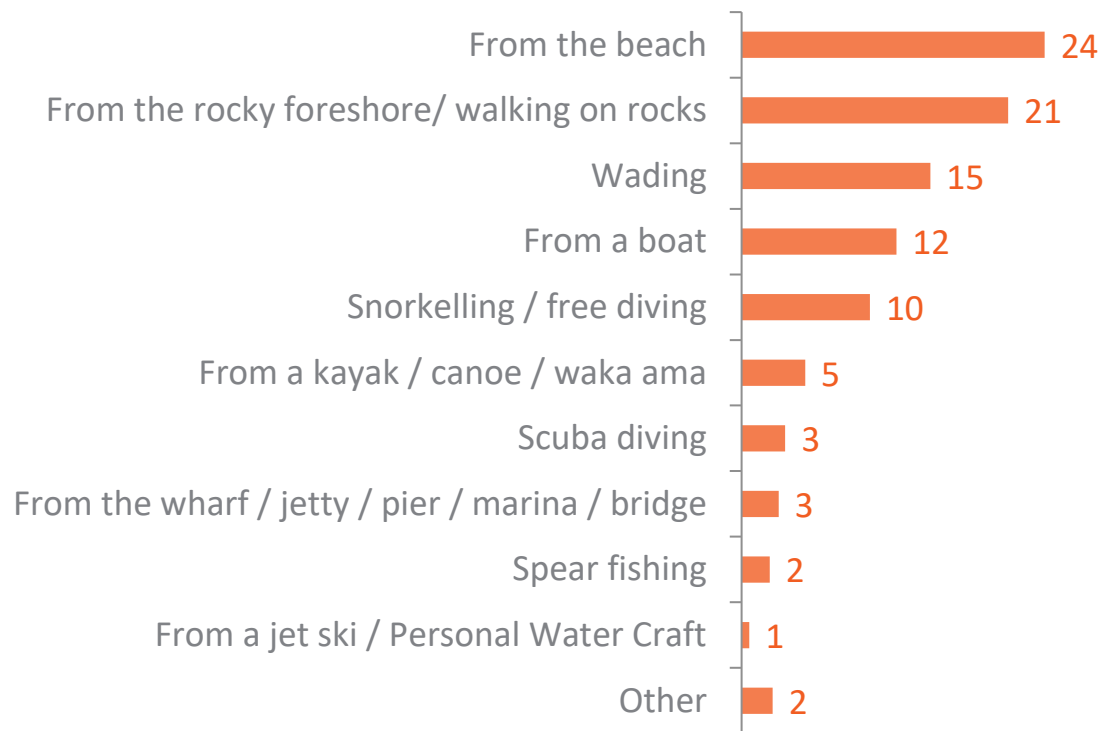 From the beach 24
From the rocky foreshore/ walking on rocks 21
Wading 15
From a boat 12
Snorkelling / free diving 10
From a kayak / canoe / waka ama 5
Scuba diving 3
From the wharf / jetty / pier / marina / bridge 3
Spear fishing 2
From a jet ski / Personal Water Craft 1
Other 2